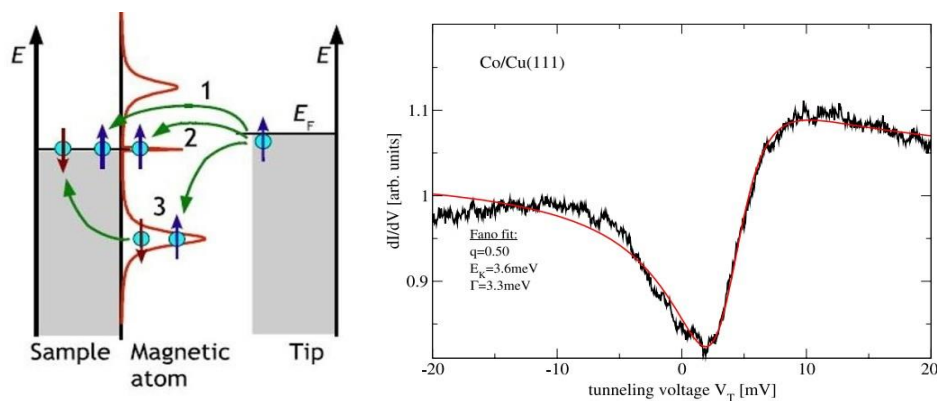 E
E
1
E_F
2
3
Sample
Magnetic
atom
Tip
Co/Cu(111)
1.1
1
0.9
dI/dV [arb. units]
Fano fit:
q=0.50
E_K=3.6meV
Γ=3.3meV
-20
-10
0
10
20
tunneling voltage V_T [mV]